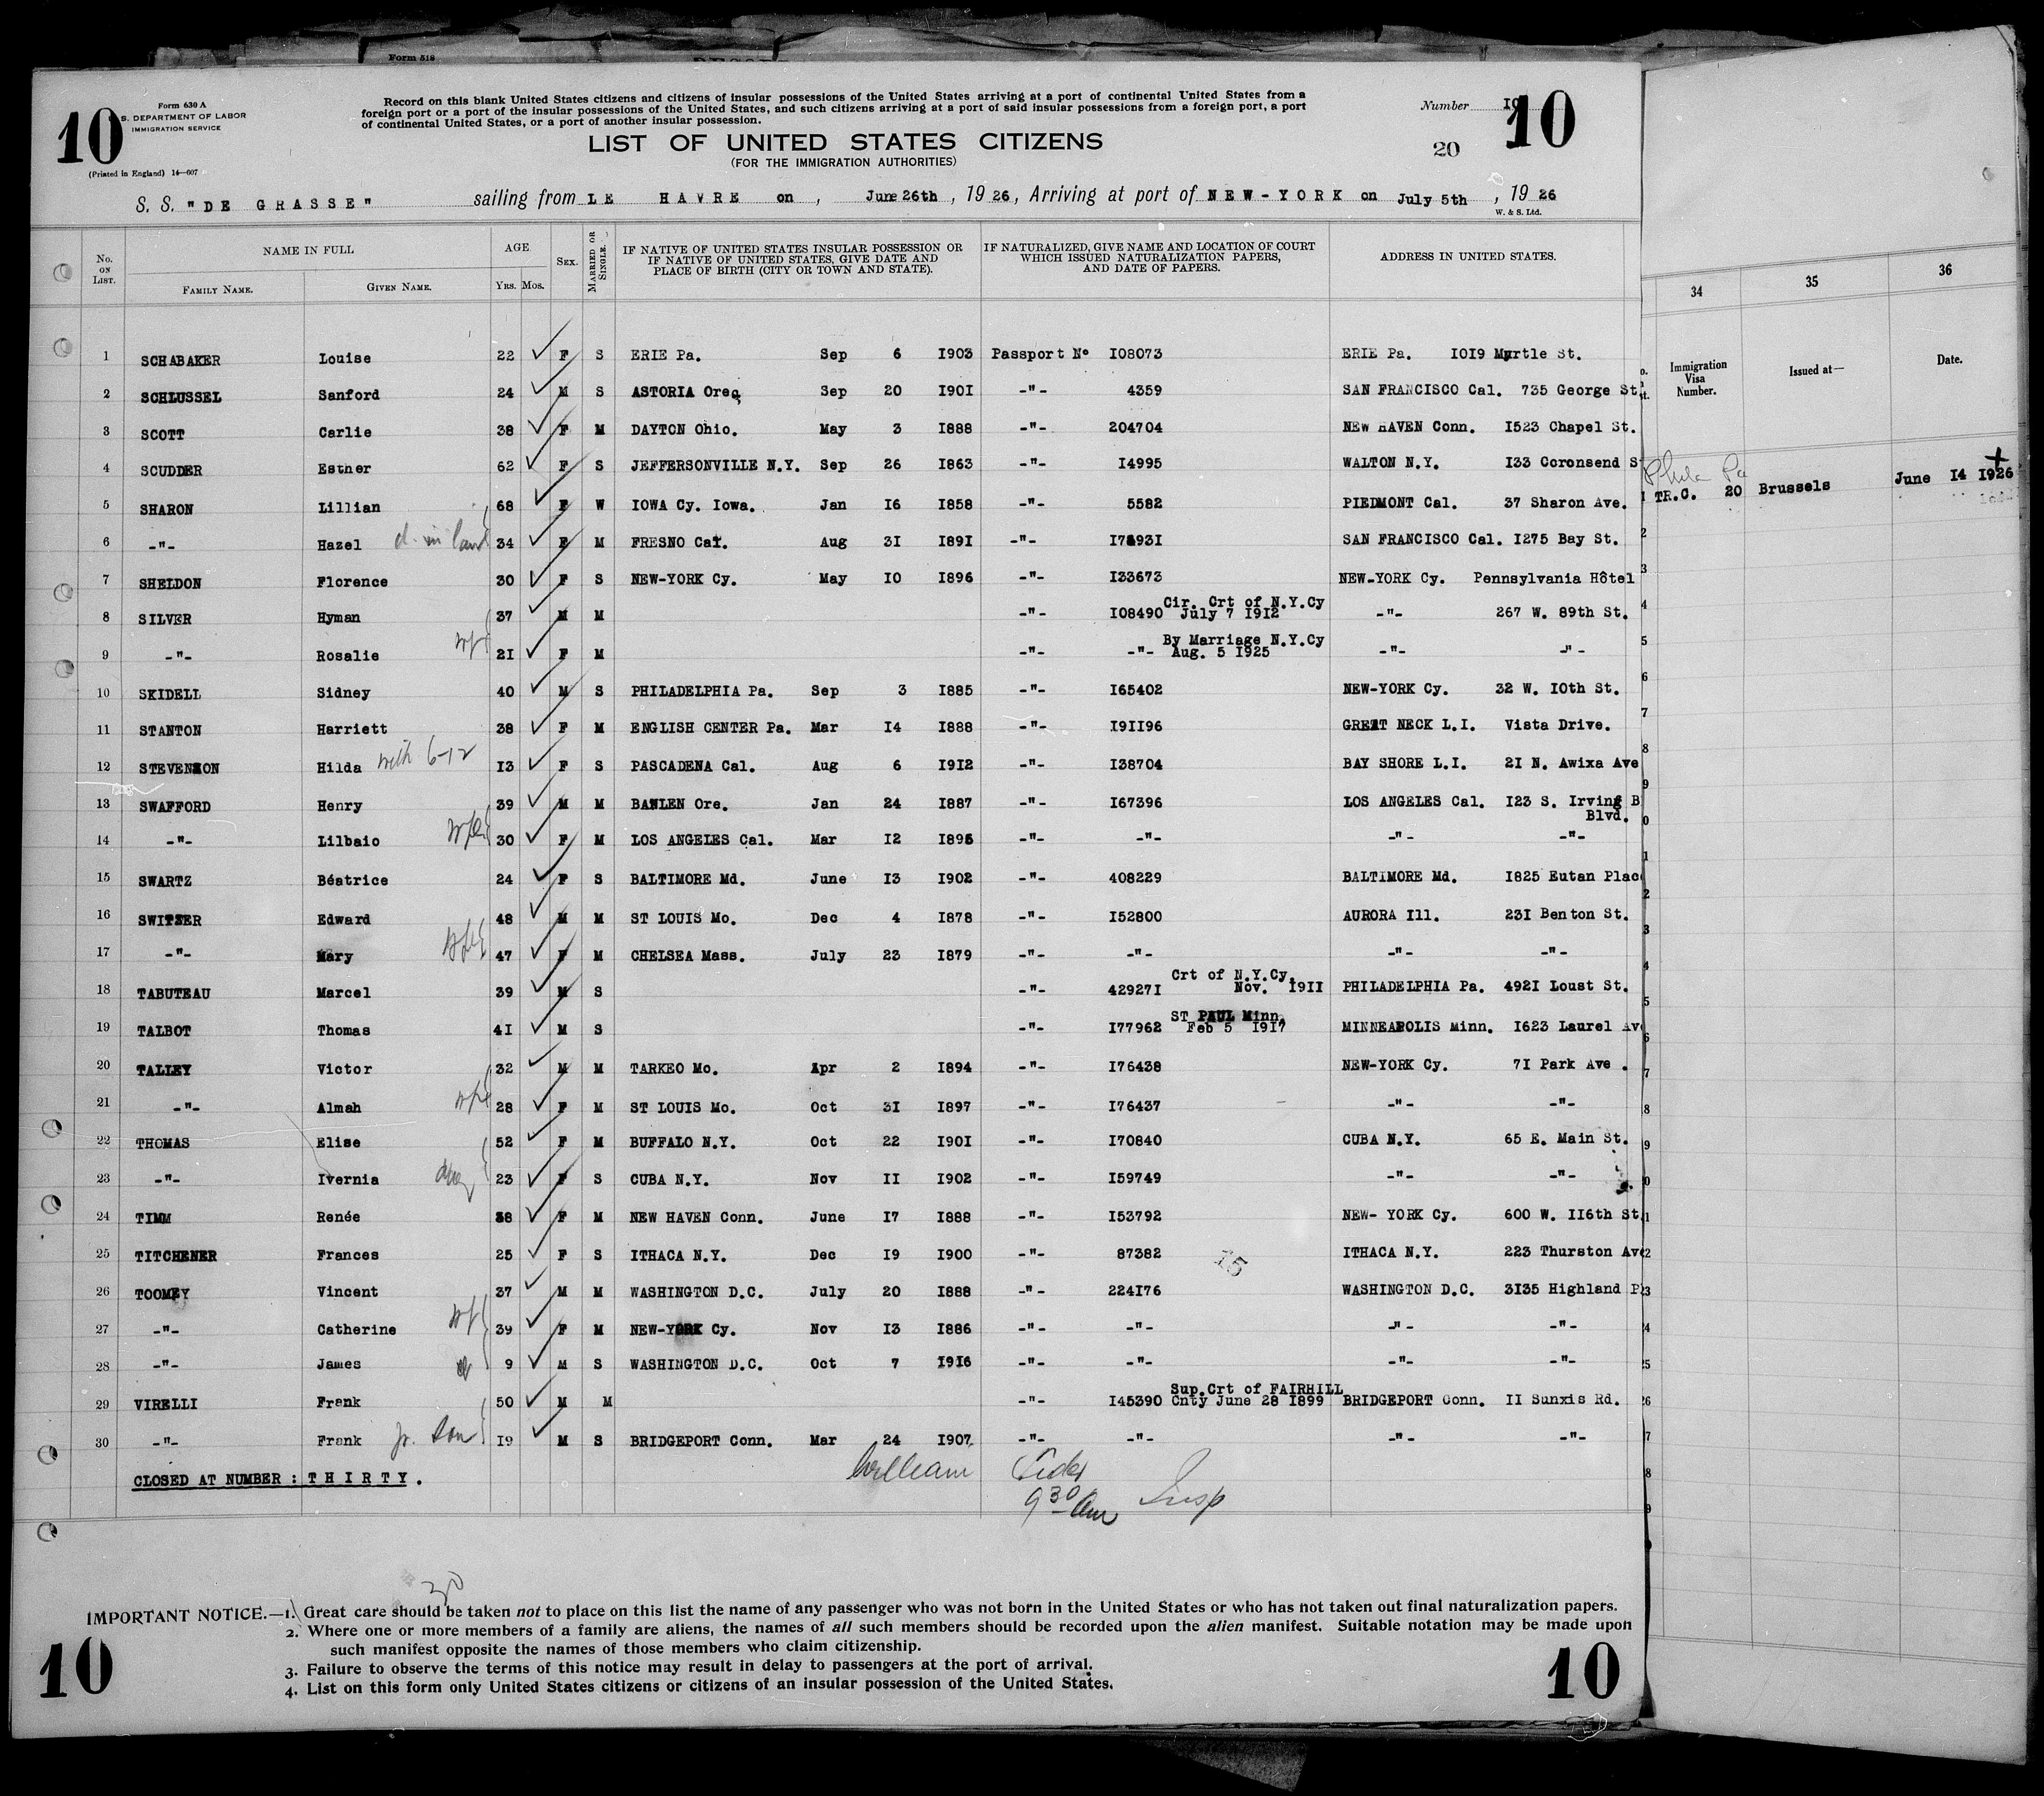 Form 518
10
Form 630 A
S. DEPARTMENT OF LABOR
IMMIGRATION SERVICE
(Printed in England) 14—607
Record on this blank United States citizens and citizens of insular possessions of the United States arriving at a port of continental United States from a
foreign port or a port of the insular possessions of the United States, and such citizens arriving at a port of said insular possessions from a foreign port, a port
of continental United States, or a port of another insular possession.
Number 10
10
LIST OF UNITED STATES CITIZENS
(FOR THE IMMIGRATION AUTHORITIES)
20
S. S. "DE GRASSE" sailing from LE HAVRE on , June 26th , 1926, Arriving at port of NEW-YORK on July 5th , 1926
W. & S. Ltd.
No. ON LIST. NAME IN FULL AGE SEX. MARRIED OR SINGLE. IF NATIVE OF UNITED STATES INSULAR POSSESSION OR IF NATIVE OF UNITED STATES, GIVE DATE AND PLACE OF BIRTH (CITY OR TOWN AND STATE). IF NATURALIZED, GIVE NAME AND LOCATION OF COURT WHICH ISSUED NATURALIZATION PAPERS, AND DATE OF PAPERS. ADDRESS IN UNITED STATES.
FAMILY NAME. GIVEN NAME. YRS. MOS.
1 SCHABAKER Louise 22 F S ERIE Pa. Sep 6 1903 Passport No 108073 ERIE Pa. 1019 Myrtle St.
2 SCHLUSSEL Sanford 24 M S ASTORIA Oreg Sep 20 1901 -"- 4359 SAN FRANCISCO Cal. 735 George St.
3 SCOTT Carlie 38 F M DAYTON Ohio. May 3 1888 -"- 204704 NEW HAVEN Conn. 1523 Chapel St.
4 SCUDDER Esther 62 F S JEFFERSONVILLE N.Y. Sep 26 1863 -"- 14995 WALTON N.Y. 133 Coronsend S
5 SHARON Lillian 68 F W IOWA Cy. Iowa. Jan 16 1858 -"- 5582 PIEDMONT Cal. 37 Sharon Ave.
6 -"- Hazel d. in law 34 F M FRESNO Cal. Aug 31 1891 -"- 178931 SAN FRANCISCO Cal. 1275 Bay St.
7 SHELDON Florence 30 F S NEW-YORK Cy. May 10 1896 -"- 133673 NEW-YORK Cy. Pennsylvania Hôtel
8 SILVER Hyman 37 M M -"- 108490 Cir. Crt of N.Y.Cy July 7 1912 -"- 267 W. 89th St.
9 -"- Rosalie wf 21 F M -"- -"- By Marriage N.Y.Cy Aug. 5 1925 -"- -"-
10 SKIDELL Sidney 40 M S PHILADELPHIA Pa. Sep 3 1885 -"- 165402 NEW-YORK Cy. 32 W. 10th St.
11 STANTON Harriett 38 F M ENGLISH CENTER Pa. Mar 14 1888 -"- 191196 GREAT NECK L.I. Vista Drive.
12 STEVENSON Hilda with 6-12 13 F S PASCADENA Cal. Aug 6 1912 -"- 138704 BAY SHORE L.I. 21 N. Awixa Ave
13 SWAFFORD Henry 39 M M BAWLEN Ore. Jan 24 1887 -"- 167396 LOS ANGELES Cal. 123 S. Irving B
Blvd.
14 -"- Lilbaio wife 30 F M LOS ANGELES Cal. Mar 12 1896 -"- -"- -"- -"-
15 SWARTZ Béatrice 24 F S BALTIMORE Md. June 13 1902 -"- 408229 BALTIMORE Md. 1825 Eutan Place
16 SWITZER Edward 48 M M ST LOUIS Mo. Dec 4 1878 -"- 152800 AURORA Ill. 231 Benton St.
17 -"- Mary wfe 47 F M CHELSEA Mass. July 23 1879 -"- -"- -"- -"-
18 TABUTEAU Marcel 39 M S -"- 429271 Crt of N.Y.Cy. Nov. 1911 PHILADELPHIA Pa. 4921 Loust St.
19 TALBOT Thomas 41 M S -"- 177962 ST PAUL Minn. Feb 5 1917 MINNEAPOLIS Minn. 1623 Laurel Av
20 TALLEY Victor 32 M M TARKEO Mo. Apr 2 1894 -"- 176438 NEW-YORK Cy. 71 Park Ave .
21 -"- Almah wfe 28 F M ST LOUIS Mo. Oct 31 1897 -"- 176437 -"- -"-
22 THOMAS Elise 52 F M BUFFALO N.Y. Oct 22 1901 -"- 170840 CUBA N.Y. 65 E. Main St.
23 -"- Ivernia dau 23 F S CUBA N.Y. Nov 11 1902 -"- 159749 -"- -"-
24 TIMM Renée 38 F M NEW HAVEN Conn. June 17 1888 -"- 153792 NEW- YORK Cy. 600 W. 116th St.
25 TITCHENER Frances 25 F S ITHACA N.Y. Dec 19 1900 -"- 87382 15 ITHACA N.Y. 223 Thurston Ave
26 TOOMEY Vincent 37 M M WASHINGTON D.C. July 20 1888 -"- 224176 WASHINGTON D.C. 3135 Highland P
27 -"- Catherine wf 39 F M NEW-YORK Cy. Nov 13 1886 -"- -"- -"- -"-
28 -"- James 9 M S WASHINGTON D.C. Oct 7 1916 -"- -"- -"- -"-
29 VIRELLI Frank 50 M M -"- 145390 Sup.Crt of FAIRHILL Cnty June 28 1899 BRIDGEPORT Conn. 11 Sunxis Rd.
30 -"- Frank jr. son 19 M S BRIDGEPORT Conn. Mar 24 1907 -"- -"- -"- -"-
CLOSED AT NUMBER : THIRTY.
William
930 Am Insp
30
IMPORTANT NOTICE.—1. Great care should be taken not to place on this list the name of any passenger who was not born in the United States or who has not taken out final naturalization papers.
2. Where one or more members of a family are aliens, the names of all such members should be recorded upon the alien manifest. Suitable notation may be made upon
such manifest opposite the names of those members who claim citizenship.
3. Failure to observe the terms of this notice may result in delay to passengers at the port of arrival.
4. List on this form only United States citizens or citizens of an insular possession of the United States.
10
10
34 35 36
Immigration Visa Number. Issued at— Date.
Phila Pa
TR.C. 20 Brussels June 14 1926